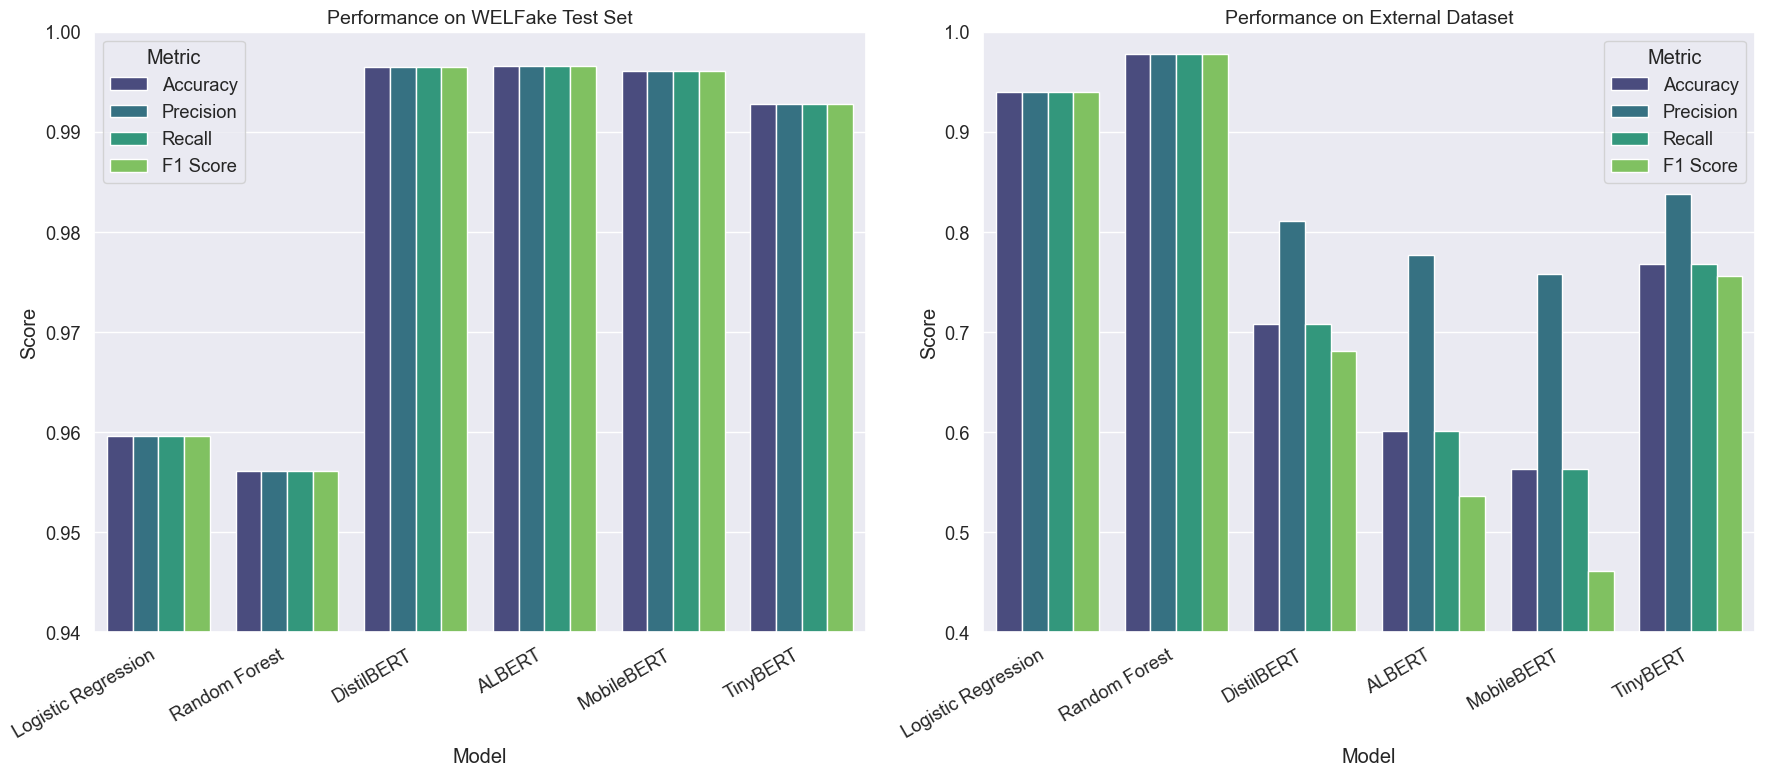 Performance on WELFake Test Set
1.00
0.99
0.98
0.97
0.96
0.95
0.94
Score
Metric
Accuracy
Precision
Recall
F1 Score
Logistic Regression
Random Forest
DistilBERT
ALBERT
MobileBERT
TinyBERT
Model
Performance on External Dataset
1.0
0.9
0.8
0.7
0.6
0.5
0.4
Score
Metric
Accuracy
Precision
Recall
F1 Score
Logistic Regression
Random Forest
DistilBERT
ALBERT
MobileBERT
TinyBERT
Model